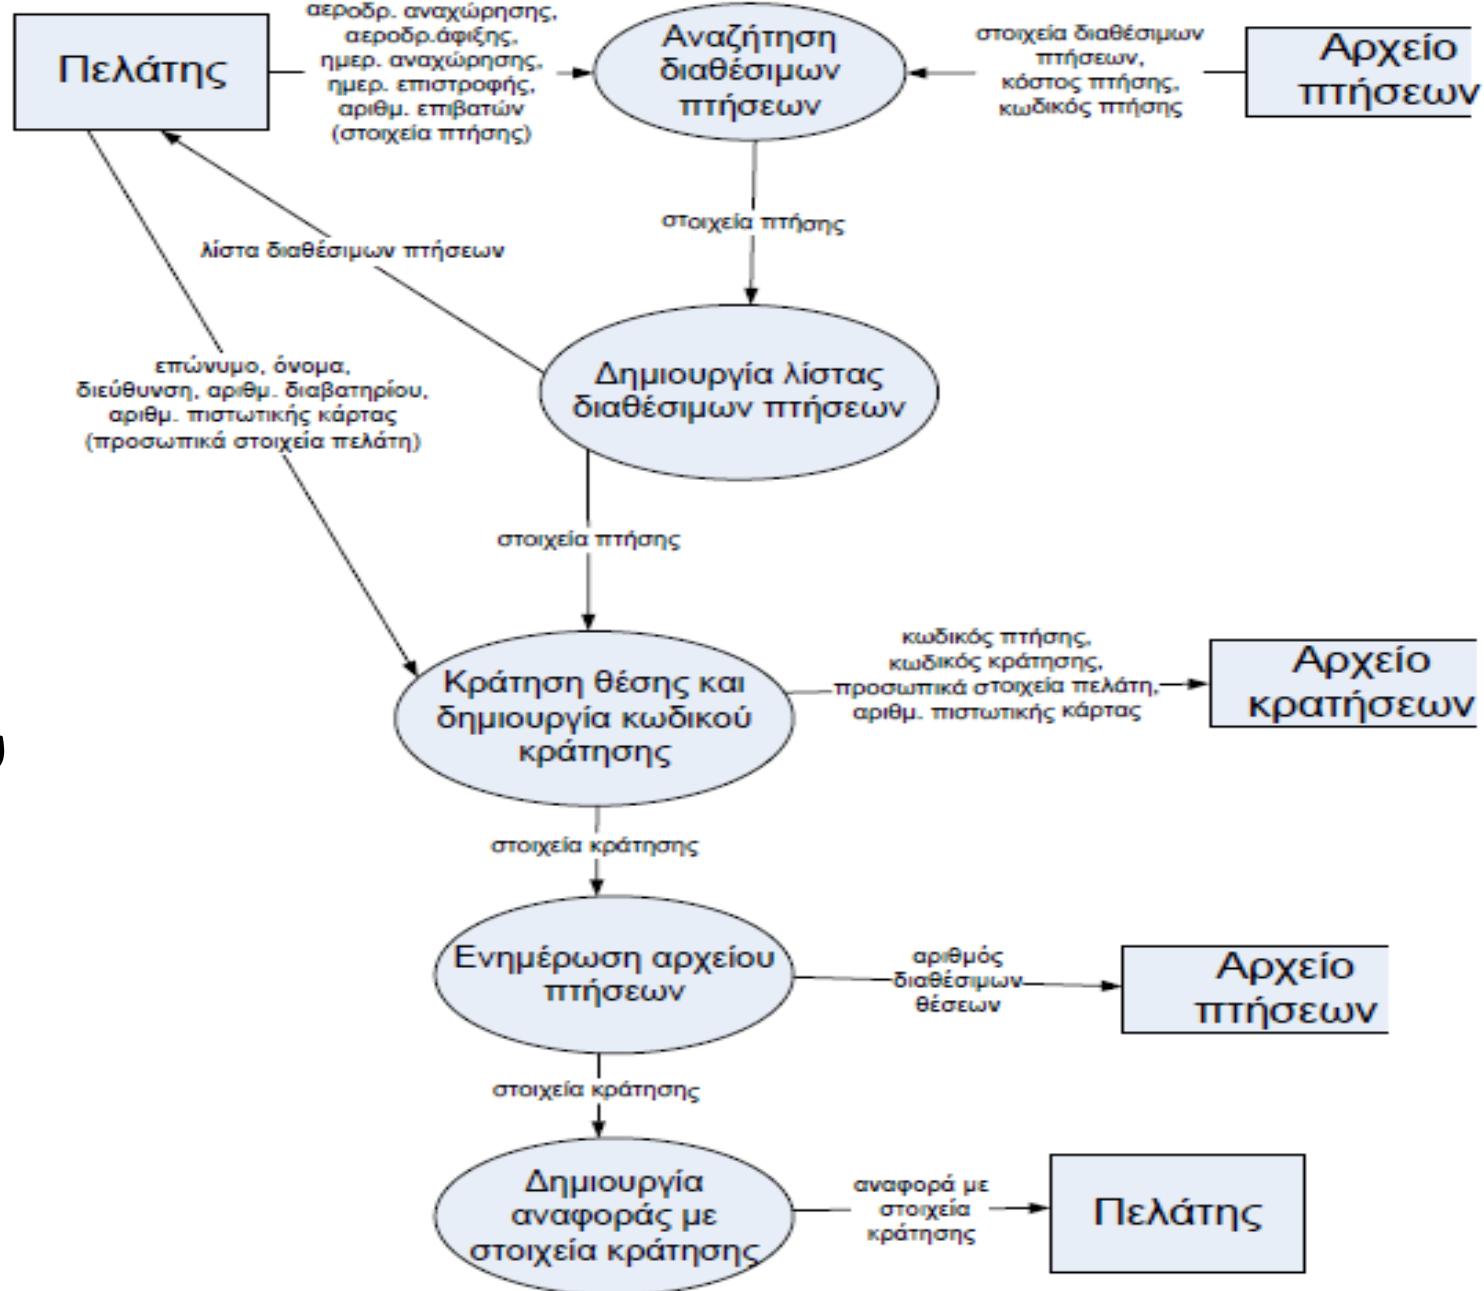 Πελάτης
αεροδρ. αναχώρησης,
αεροδρ.άφιξης,
ημερ. αναχώρησης,
ημερ. επιστροφής,
αριθμ. επιβατών
(στοιχεία πτήσης)
Αναζήτηση
διαθέσιμων
πτήσεων
στοιχεία διαθέσιμων
πτήσεων,
κόστος πτήσης,
κωδικός πτήσης
Αρχείο
πτήσεων
στοιχεία πτήσης
λίστα διαθέσιμων πτήσεων
επώνυμο, όνομα,
διεύθυνση, αριθμ. διαβατηρίου,
αριθμ. πιστωτικής κάρτας
(προσωπικά στοιχεία πελάτη)
Δημιουργία λίστας
διαθέσιμων πτήσεων
στοιχεία πτήσης
Κράτηση θέσης και
δημιουργία κωδικού
κράτησης
κωδικός πτήσης,
κωδικός κράτησης,
προσωπικά στοιχεία πελάτη,
αριθμ. πιστωτικής κάρτας
Αρχείο
κρατήσεων
στοιχεία κράτησης
Ενημέρωση αρχείου
πτήσεων
αριθμός
διαθέσιμων
θέσεων
Αρχείο
πτήσεων
στοιχεία κράτησης
Δημιουργία
αναφοράς με
στοιχεία κράτησης
αναφορά με
στοιχεία
κράτησης
Πελάτης